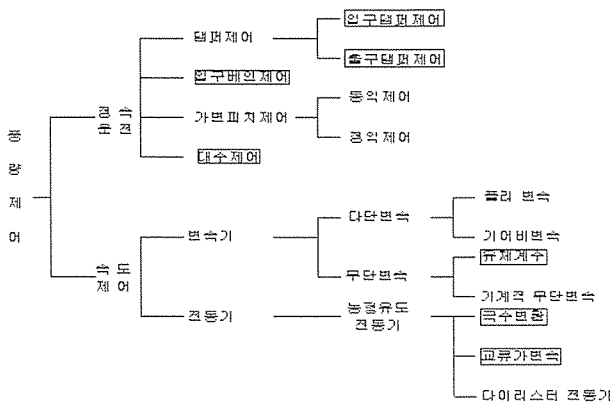 입구댐퍼제어
댐퍼제어
출구댐퍼제어
입구베인제어
정속
운전
동익제어
가변피치제어
정익제어
대수제어
풍
량
제
어
풀리 변속
다단변속
기어비변속
변속기
유체계수
무단변속
기계적 무단변속
속도
제어
전동기
농형유도
전동기
극수변환
교류가변속
다이리스터 전동기